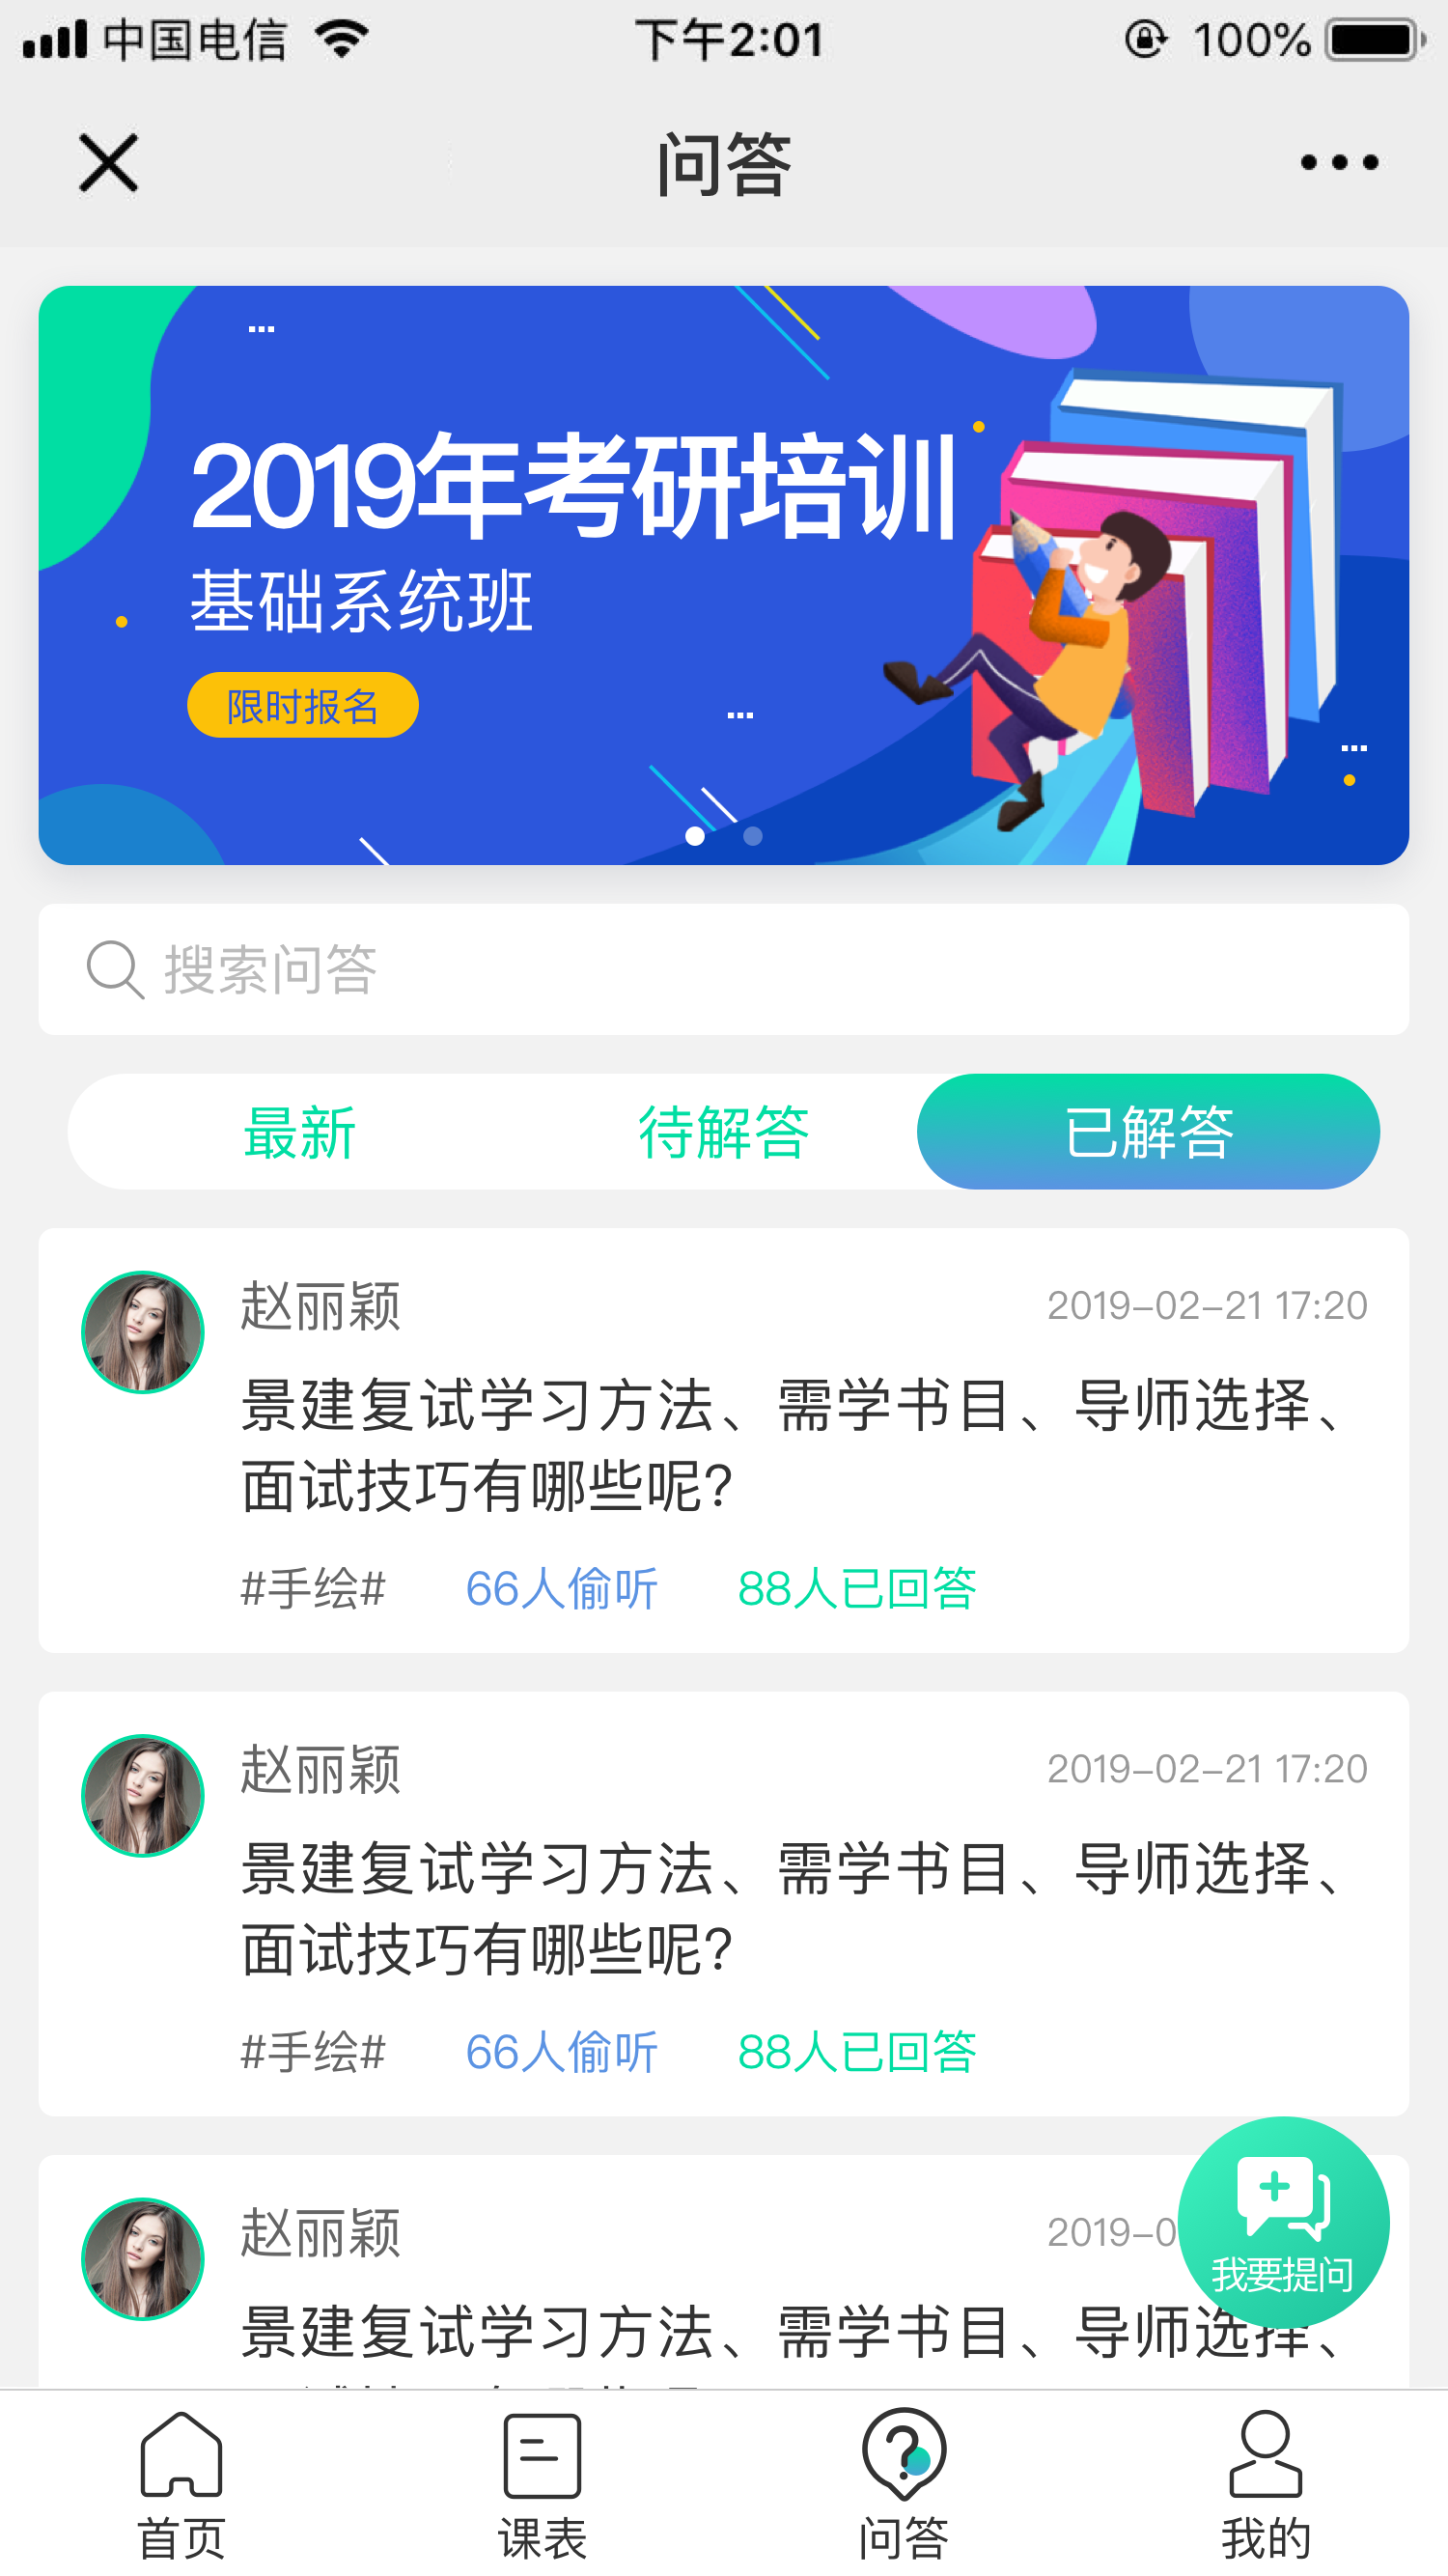 中国电信
下午2:01
100%
问答
2019年考研培训
基础系统班
限时报名
搜索问答
最新
待解答
已解答
赵丽颖
2019-02-21 17:20
景建复试学习方法、需学书目、导师选择、
面试技巧有哪些呢?
#手绘# 66人偷听 88人已回答
赵丽颖
2019-02-21 17:20
景建复试学习方法、需学书目、导师选择、
面试技巧有哪些呢?
#手绘# 66人偷听 88人已回答
赵丽颖
2019-0
我要提问
景建复试学习方法、需学书目、导师选择、
首页
课表
问答
我的